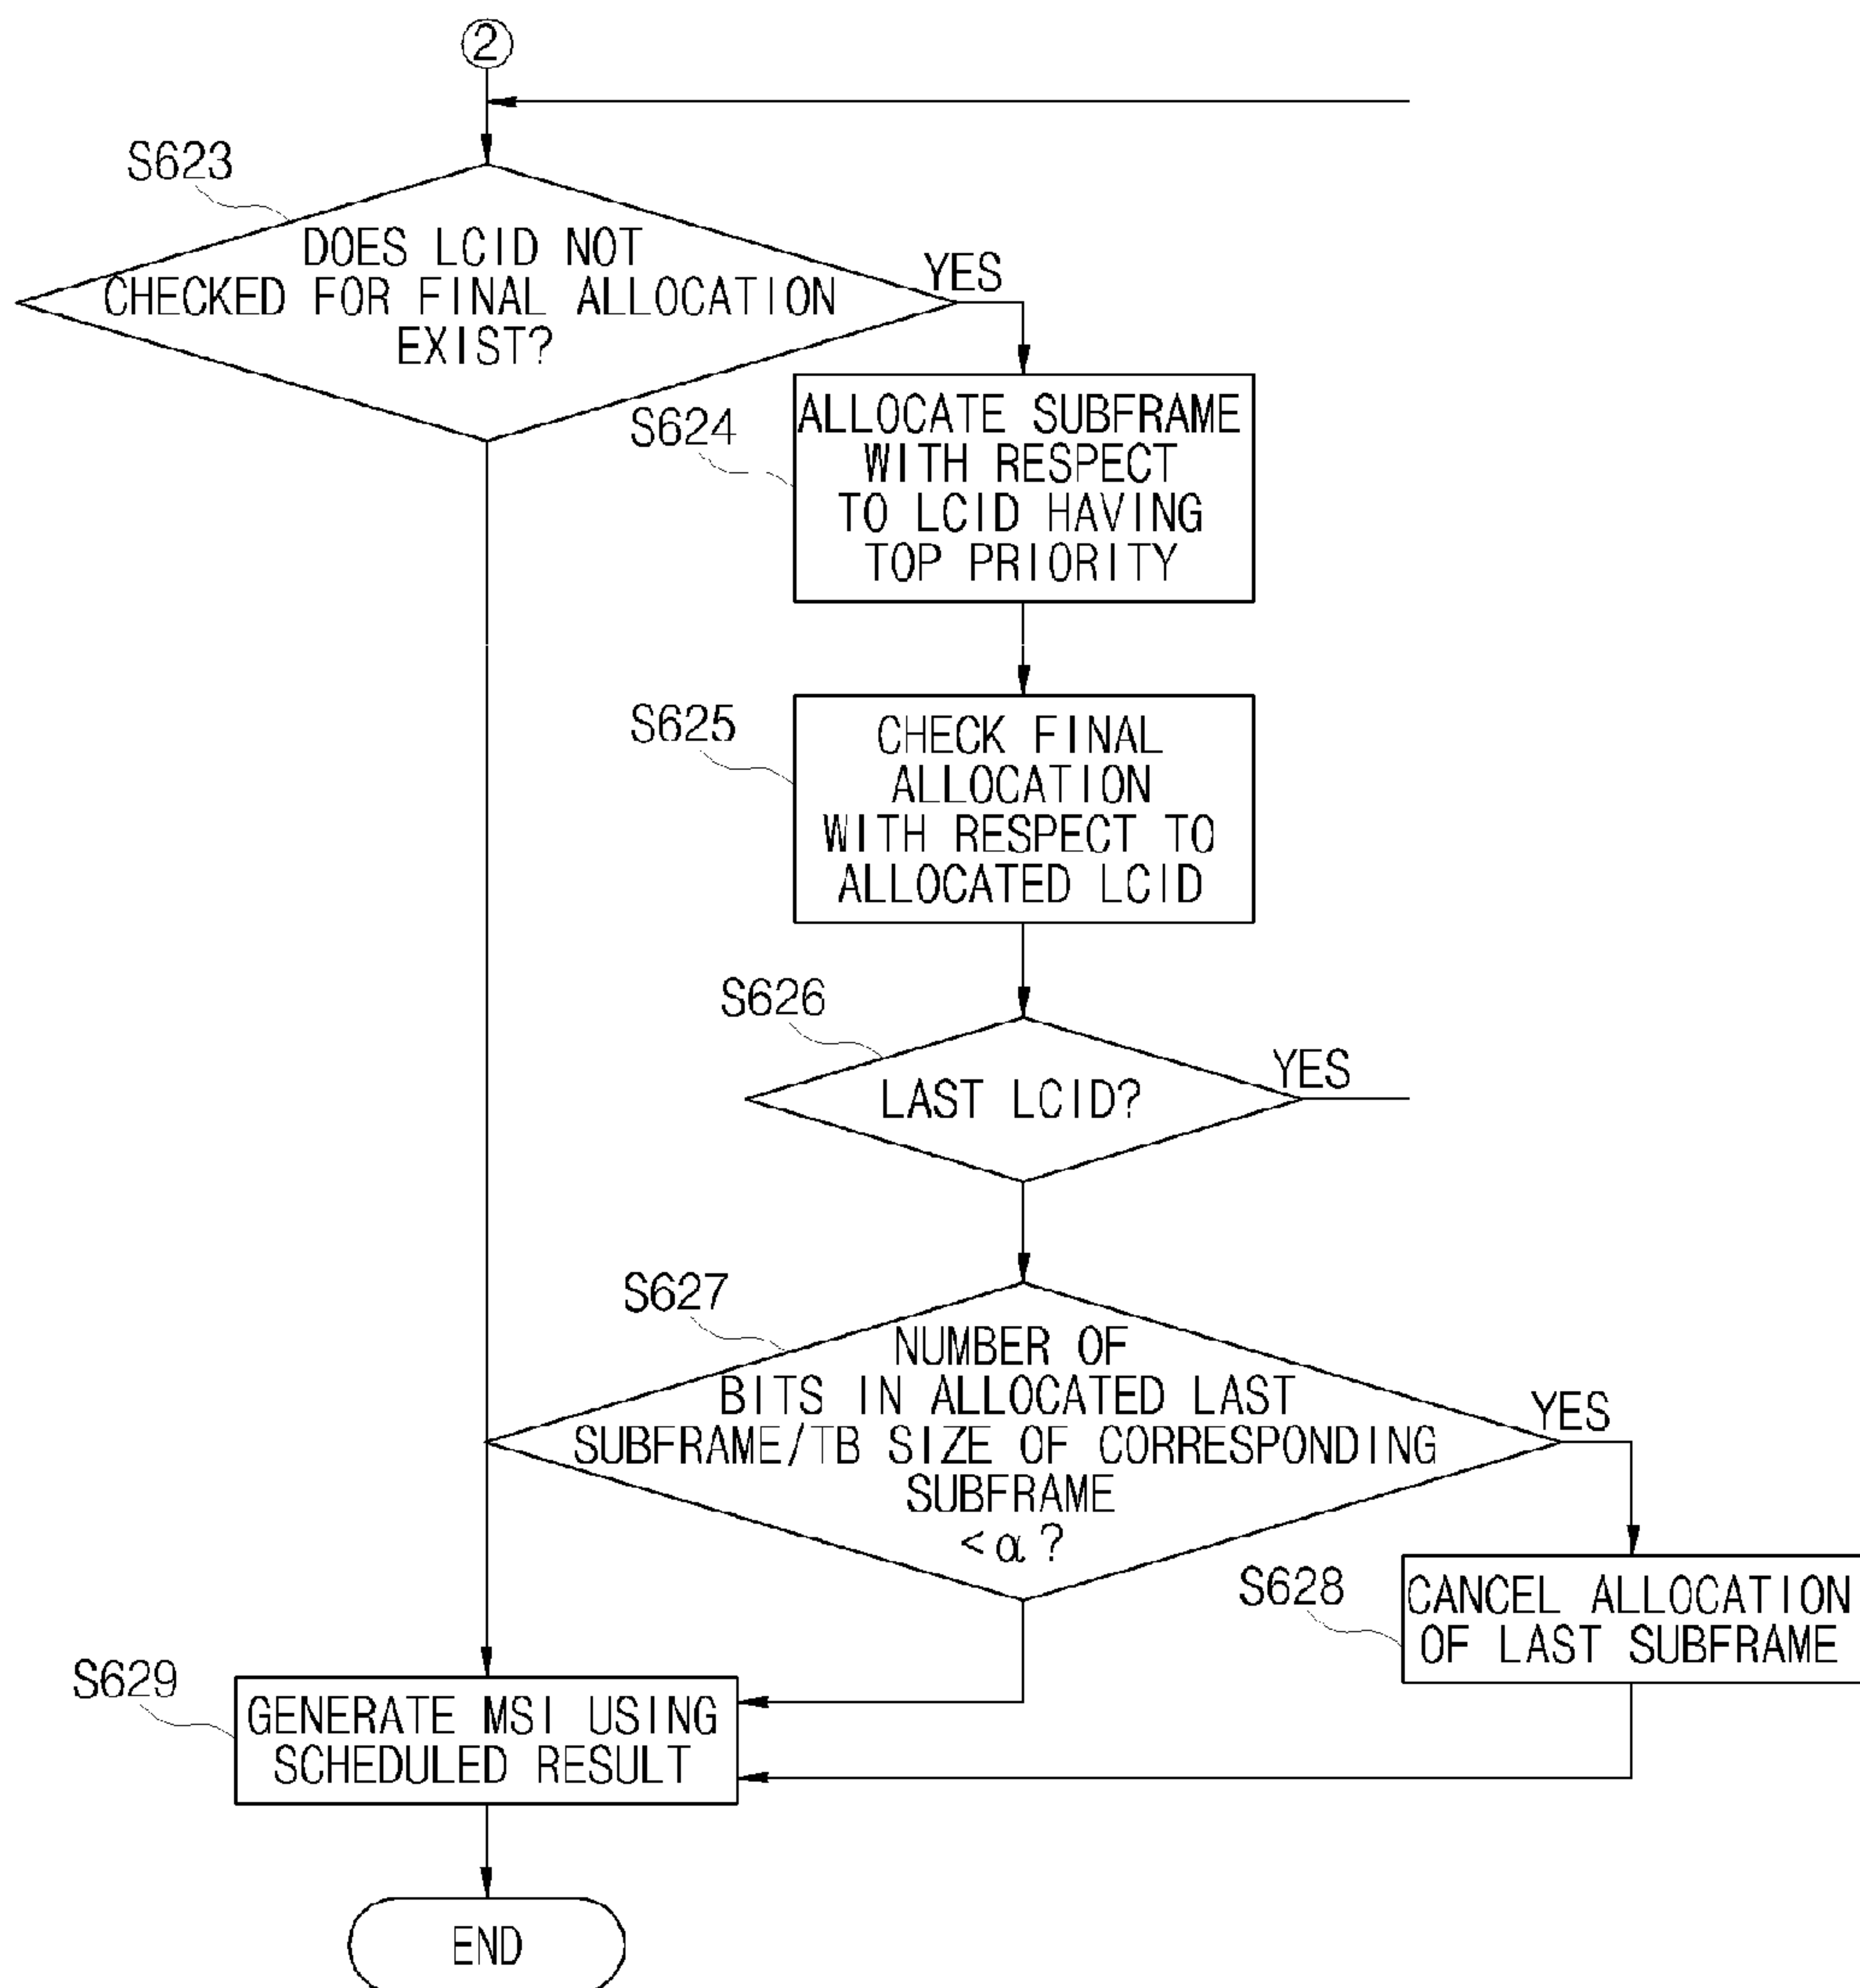 2
S623
DOES LCID NOT
CHECKED FOR FINAL ALLOCATION
EXIST?
YES
S624
ALLOCATE SUBFRAME
WITH RESPECT
TO LCID HAVING
TOP PRIORITY
S625
CHECK FINAL
ALLOCATION
WITH RESPECT TO
ALLOCATED LCID
S626
LAST LCID?
YES
S627
NUMBER OF
BITS IN ALLOCATED LAST
SUBFRAME/TB SIZE OF CORRESPONDING
SUBFRAME
<α?
YES
S628
CANCEL ALLOCATION
OF LAST SUBFRAME
S629
GENERATE MSI USING
SCHEDULED RESULT
END